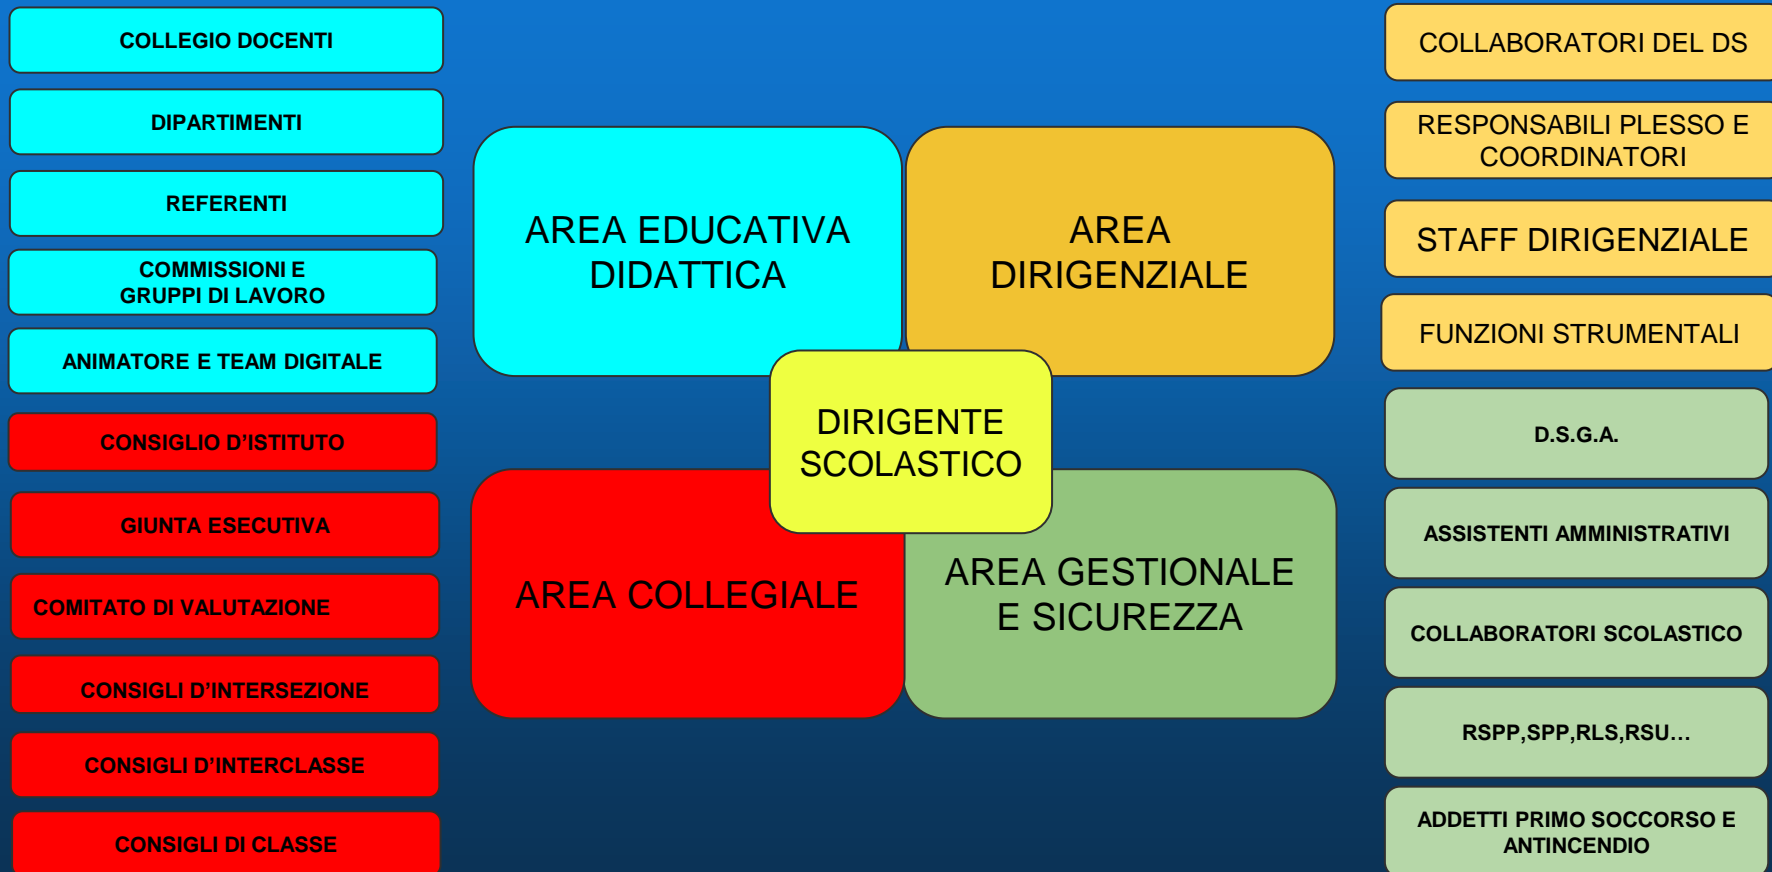 COLLEGIO DOCENTI
DIPARTIMENTI
REFERENTI
COMMISSIONI E
GRUPPI DI LAVORO
ANIMATORE E TEAM DIGITALE
CONSIGLIO D'ISTITUTO
GIUNTA ESECUTIVA
COMITATO DI VALUTAZIONE
CONSIGLI D'INTERSEZIONE
CONSIGLI D'INTERCLASSE
CONSIGLI DI CLASSE
AREA EDUCATIVA
DIDATTICA
AREA
DIRIGENZIALE
DIRIGENTE
SCOLASTICO
AREA COLLEGIALE
AREA GESTIONALE
E SICUREZZA
COLLABORATORI DEL DS
RESPONSABILI PLESSO E
COORDINATORI
STAFF DIRIGENZIALE
FUNZIONI STRUMENTALI
D.S.G.A.
ASSISTENTI AMMINISTRATIVI
COLLABORATORI SCOLASTICO
RSPP,SPP,RLS,RSU…
ADDETTI PRIMO SOCCORSO E
ANTINCENDIO